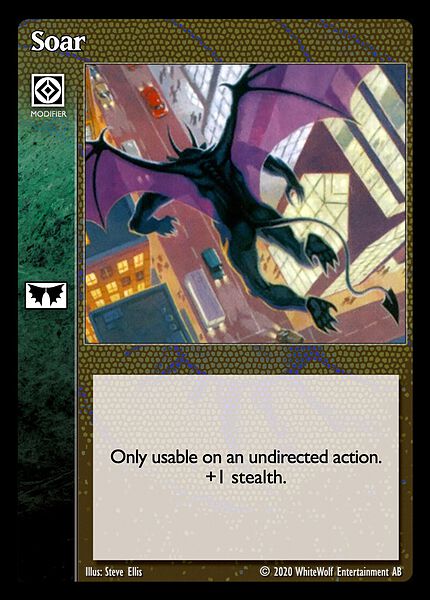 Soar
MODIFIER
Only usable on an undirected action.
+1 stealth.
Illus: Steve Ellis
© 2020 WhiteWolf Entertainment AB